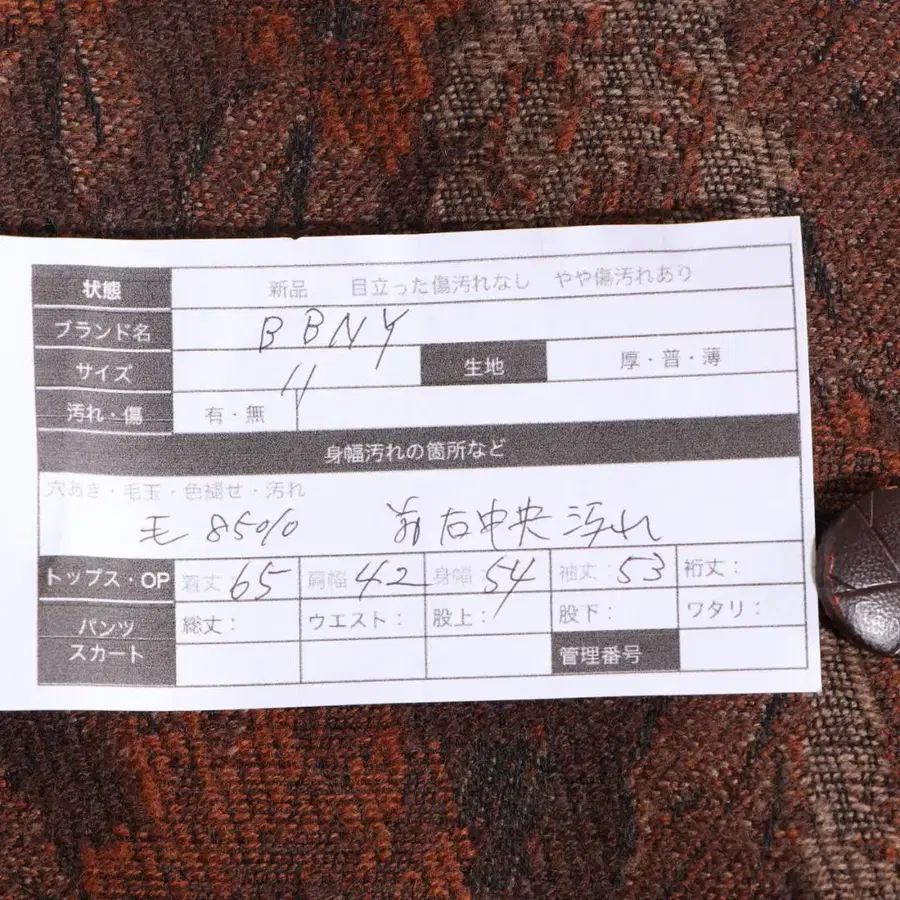 状態 新品 目立った傷汚れなし やや傷汚れあり
ブランド名 BBNY
サイズ 11 生地 厚・普・薄
汚れ・傷 有・無
身幅汚れの箇所など
穴あき・毛玉・色褪せ・汚れ
毛 85% 前右中央汚れ
トップス・OP 着丈:65 肩幅:42 身幅:54 袖丈:53 裄丈:
パンツ 総丈: ウエスト: 股上: 股下: ワタリ:
スカート 管理番号